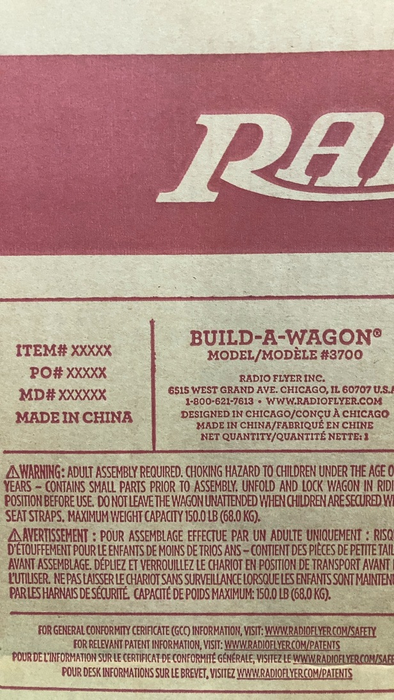 RA
ITEM# XXXXX
PO# XXXXX
MD# XXXXXX
MADE IN CHINA
BUILD-A-WAGON®
MODEL/MODÈLE #3700
RADIO FLYER INC.
6515 WEST GRAND AVE. CHICAGO, IL 60707 U.S.A
1-800-621-7613 • WWW.RADIOFLYER.COM
DESIGNED IN CHICAGO/CONÇU À CHICAGO
MADE IN CHINA/FABRIQUÉ EN CHINE
NET QUANTITY/QUANTITÉ NETTE: 1
⚠WARNING: ADULT ASSEMBLY REQUIRED. CHOKING HAZARD TO CHILDREN UNDER THE AGE O
YEARS – CONTAINS SMALL PARTS PRIOR TO ASSEMBLY. UNFOLD AND LOCK WAGON IN RIDI
POSITION BEFORE USE. DO NOT LEAVE THE WAGON UNATTENDED WHEN CHILDREN ARE SECURED WI
SEAT STRAPS. MAXIMUM WEIGHT CAPACITY 150.0 LB (68.0 KG).
⚠AVERTISSEMENT : POUR ASSEMBLAGE EFFECTUE PAR UN ADULTE UNIQUEMENT : RISQ
D'ÉTOUFFEMENT POUR LE ENFANTS DE MOINS DE TRIOS ANS – CONTIENT DES PIÈCES DE PETITE TAIL
AVANT ASSEMBLAGE. DÉPLIEZ ET VERROUILLEZ LE CHARIOT EN POSITION DE TRANSPORT AVANT
L'UTILISER. NE PAS LAISSER LE CHARIOT SANS SURVEILLANCE LORSQUE LES ENFANTS SONT MAINTEN
PAR LES HARNAIS DE SÉCURITÉ. CAPACITÉ DE POIDS MAXIMUM: 150.0 LB (68.0 KG).
FOR GENERAL CONFORMITY CERIFICATE (GCC) INFORMATION, VISIT: WWW.RADIOFLYER.COM/SAFETY
FOR RELEVANT PATENT INFORMATION, VISIT: WWW.RADIOFLYER.COM/PATENTS
POUR DE L'INFORMATION SUR LE CERTIFICAT DE CONFORMITÉ GÉNÉRALE, VISITEZ LE WWW.RADIOFLYER.COM/SAFE
POUR DESK INFORMATIONS SUR LE BREVET, VISITEZ WWW.RADIOFLYER.COM/PATENTS